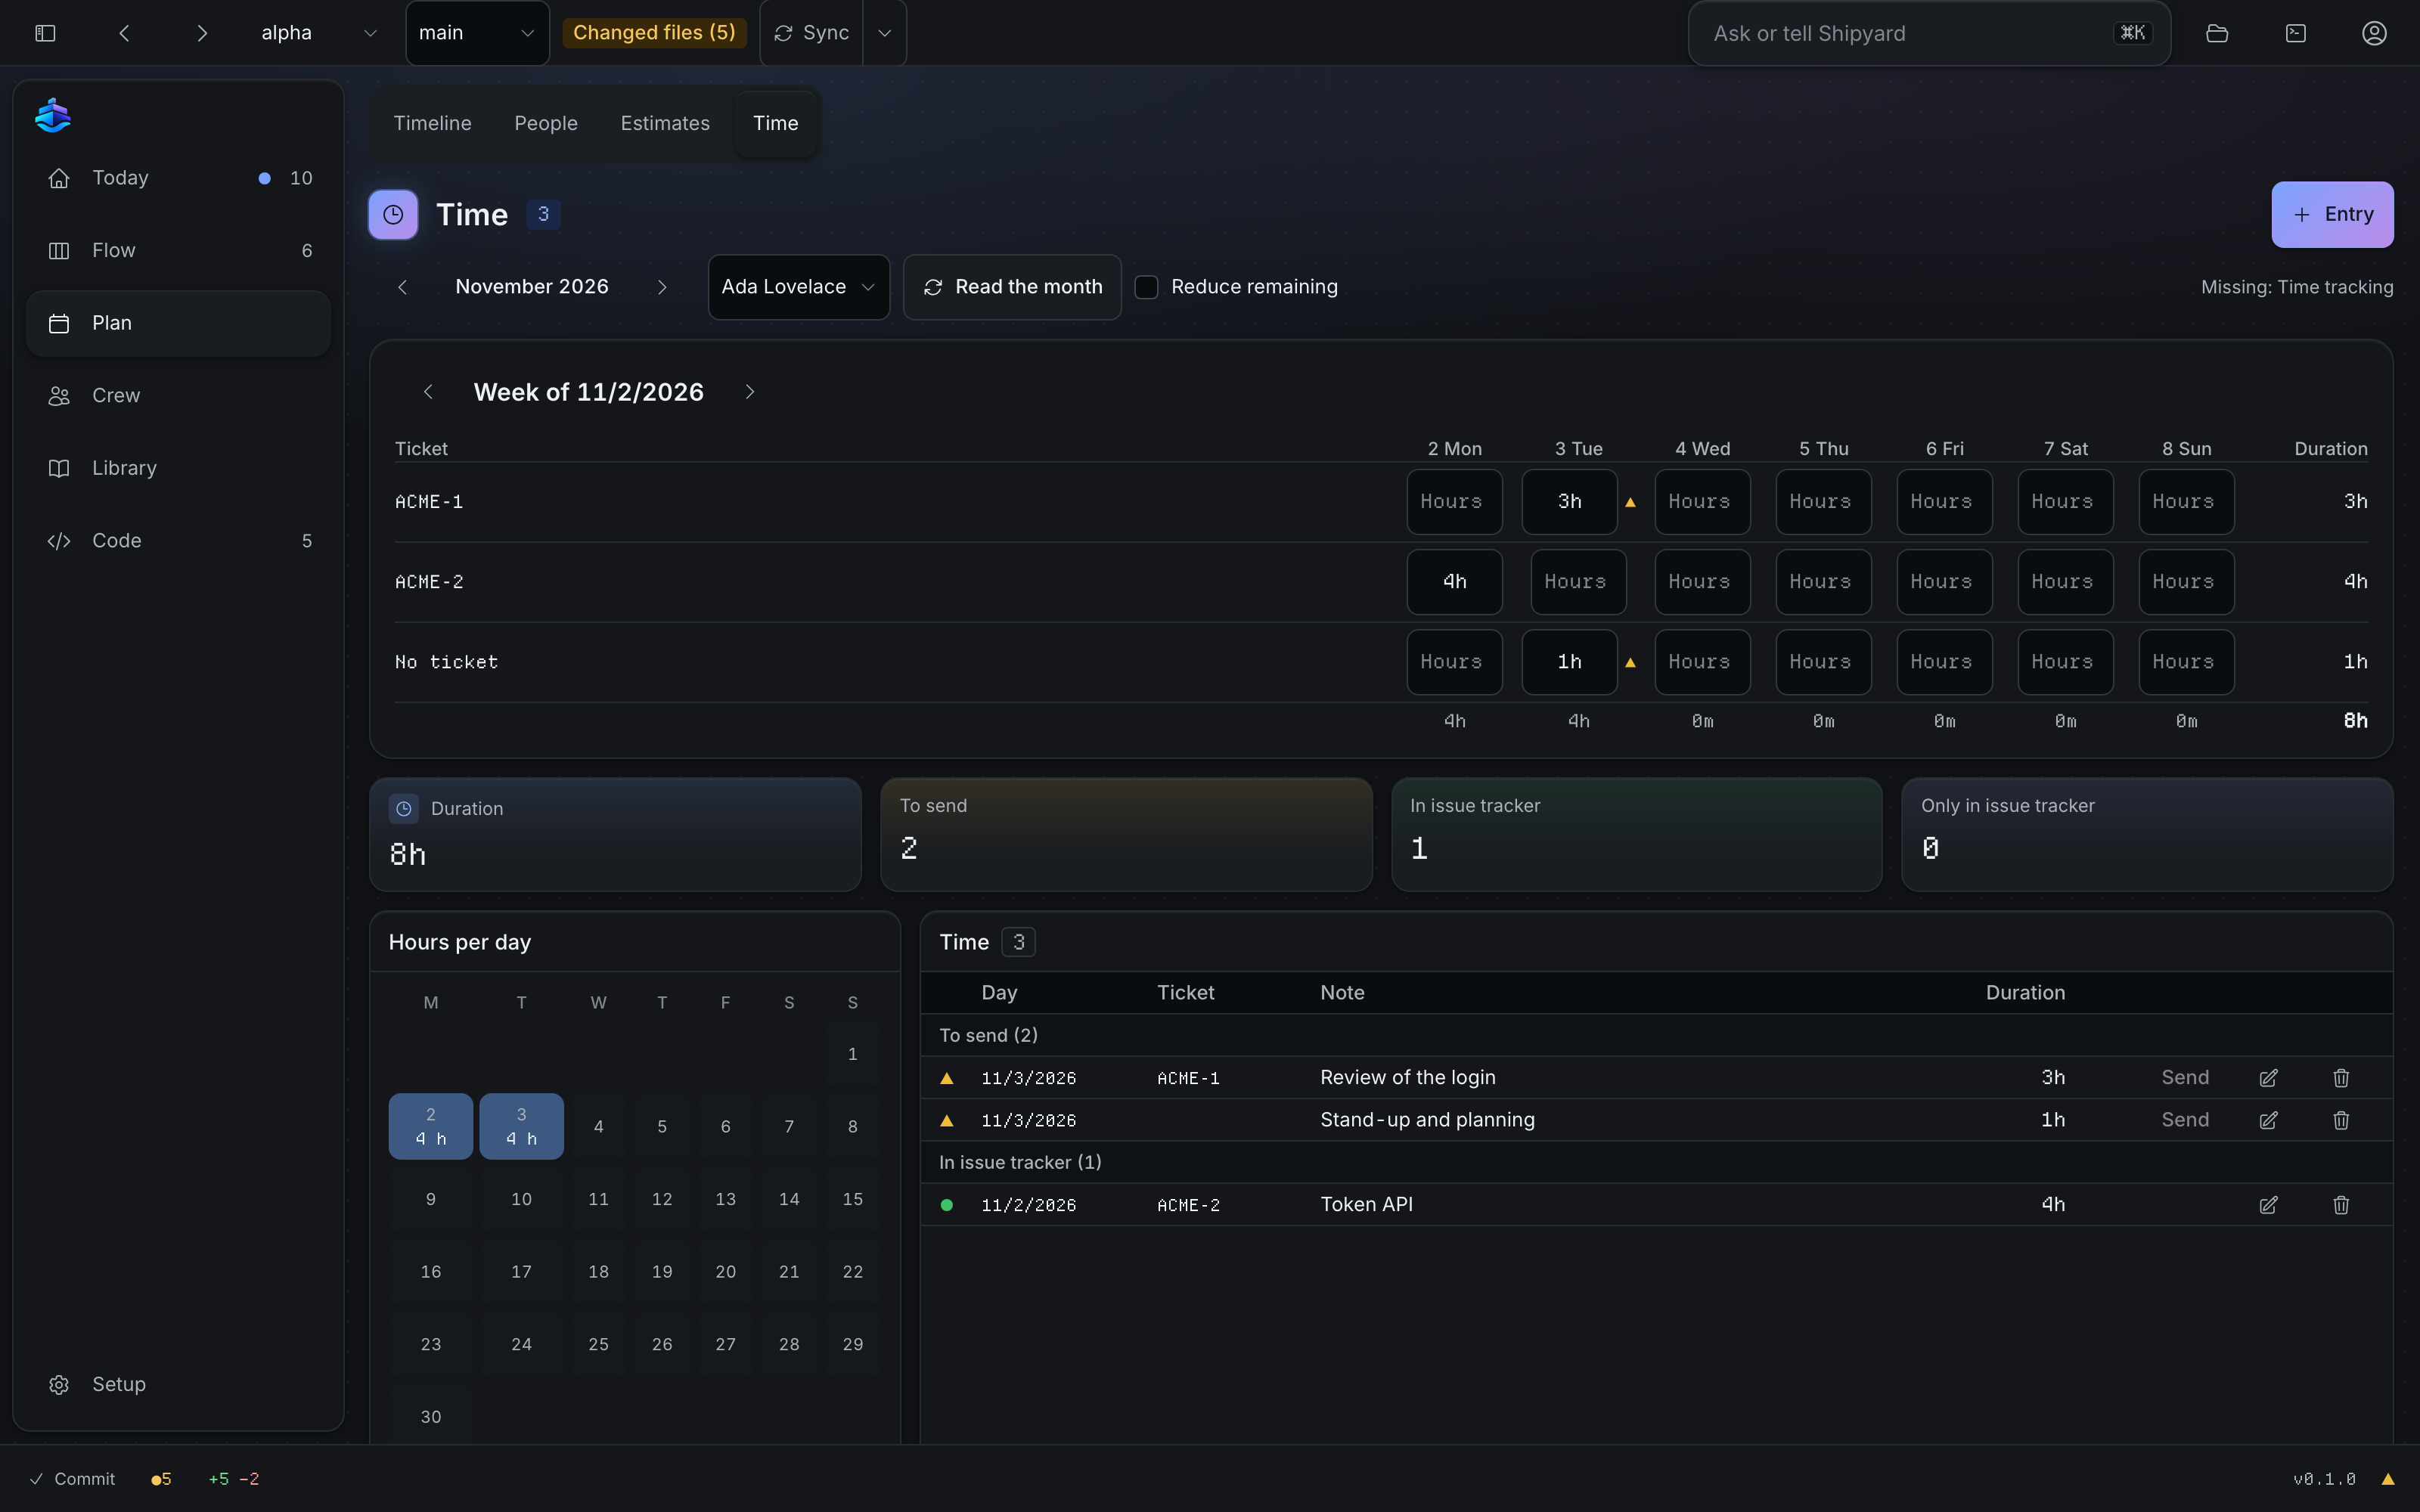 alpha main Changed files (5) Sync Ask or tell Shipyard ⌘K
Timeline People Estimates Time
Today 10
Flow 6
Plan
Crew
Library
Code 5
Setup
Time 3 + Entry
November 2026 Ada Lovelace Read the month Reduce remaining Missing: Time tracking
Week of 11/2/2026
Ticket 2 Mon 3 Tue 4 Wed 5 Thu 6 Fri 7 Sat 8 Sun Duration
ACME-1 Hours 3h Hours Hours Hours Hours Hours 3h
ACME-2 4h Hours Hours Hours Hours Hours Hours 4h
No ticket Hours 1h Hours Hours Hours Hours Hours 1h
4h 4h 0m 0m 0m 0m 0m 8h
Duration
8h
To send
2
In issue tracker
1
Only in issue tracker
0
Hours per day
M T W T F S S
1
2 3 4 5 6 7 8
4 h 4 h
9 10 11 12 13 14 15
16 17 18 19 20 21 22
23 24 25 26 27 28 29
30
Time 3
Day Ticket Note Duration
To send (2)
11/3/2026 ACME-1 Review of the login 3h Send
11/3/2026 Stand-up and planning 1h Send
In issue tracker (1)
11/2/2026 ACME-2 Token API 4h
Commit 5 +5 -2 v0.1.0